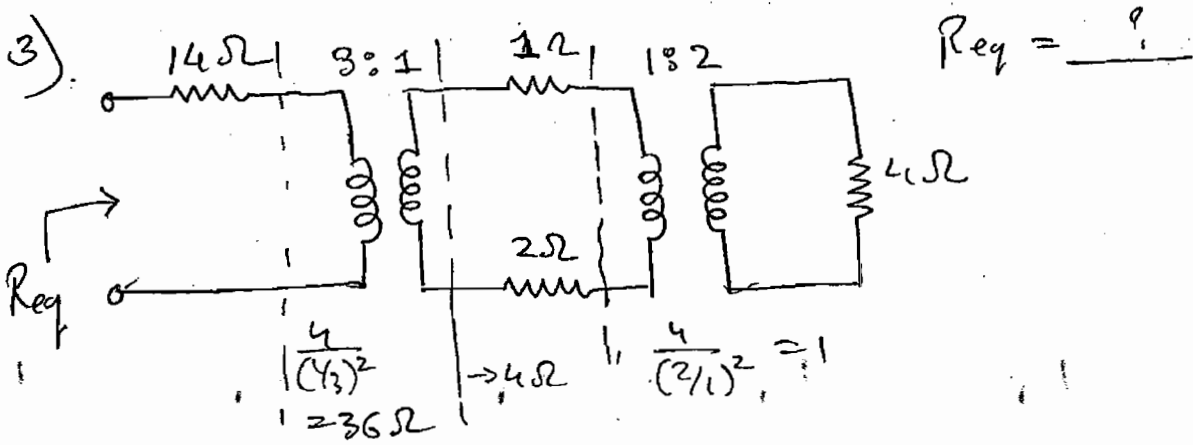 3).
14Ω
3:1
1Ω
1:2
Req = ?
4Ω
2Ω
Req
4/(1/3)² = 36Ω
→4Ω
4/(2/1)² = 1